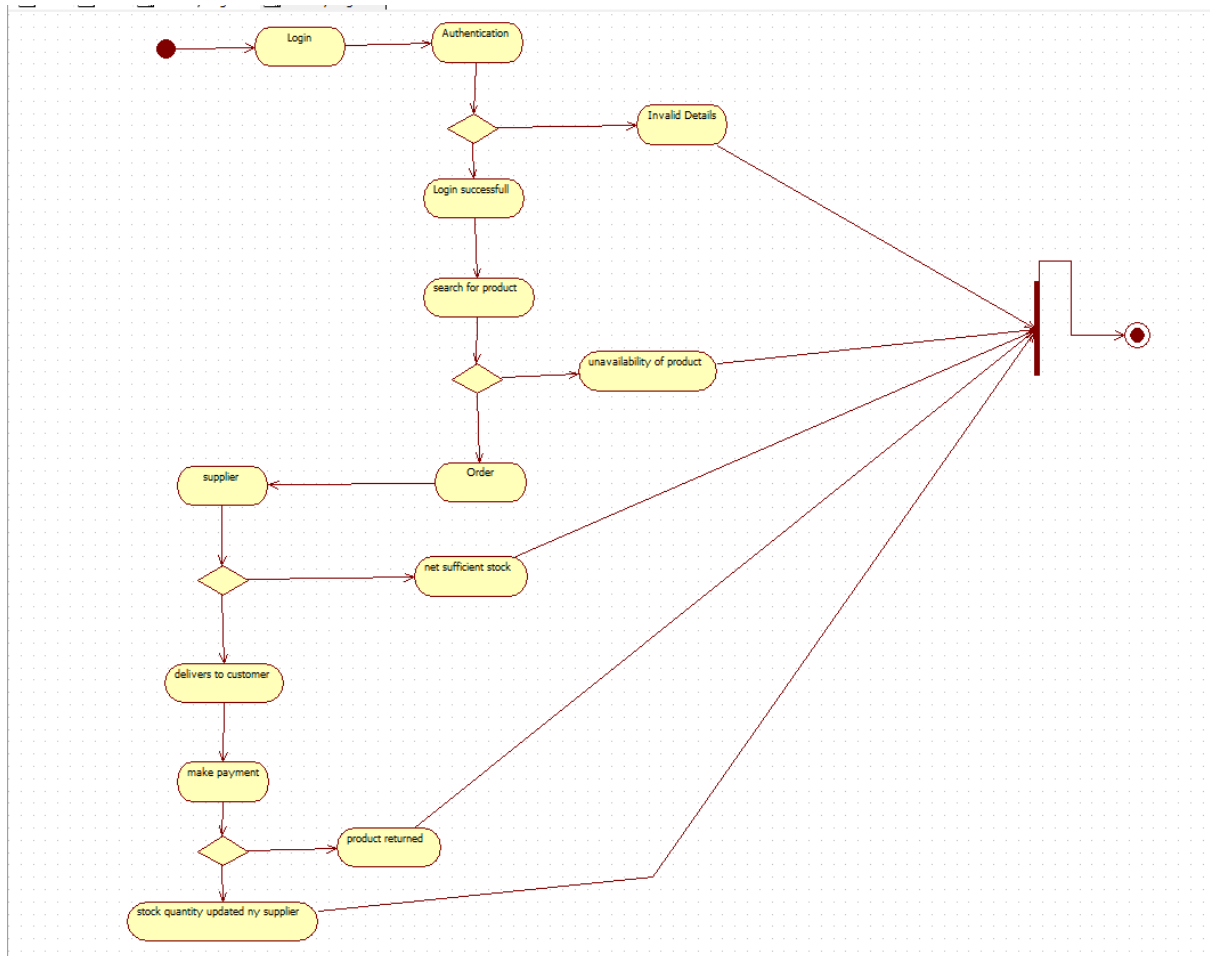 Login
Authentication
Invalid Details
Login successfull
search for product
unavailability of product
Order
supplier
net sufficient stock
delivers to customer
make payment
product returned
stock quantity updated ny supplier